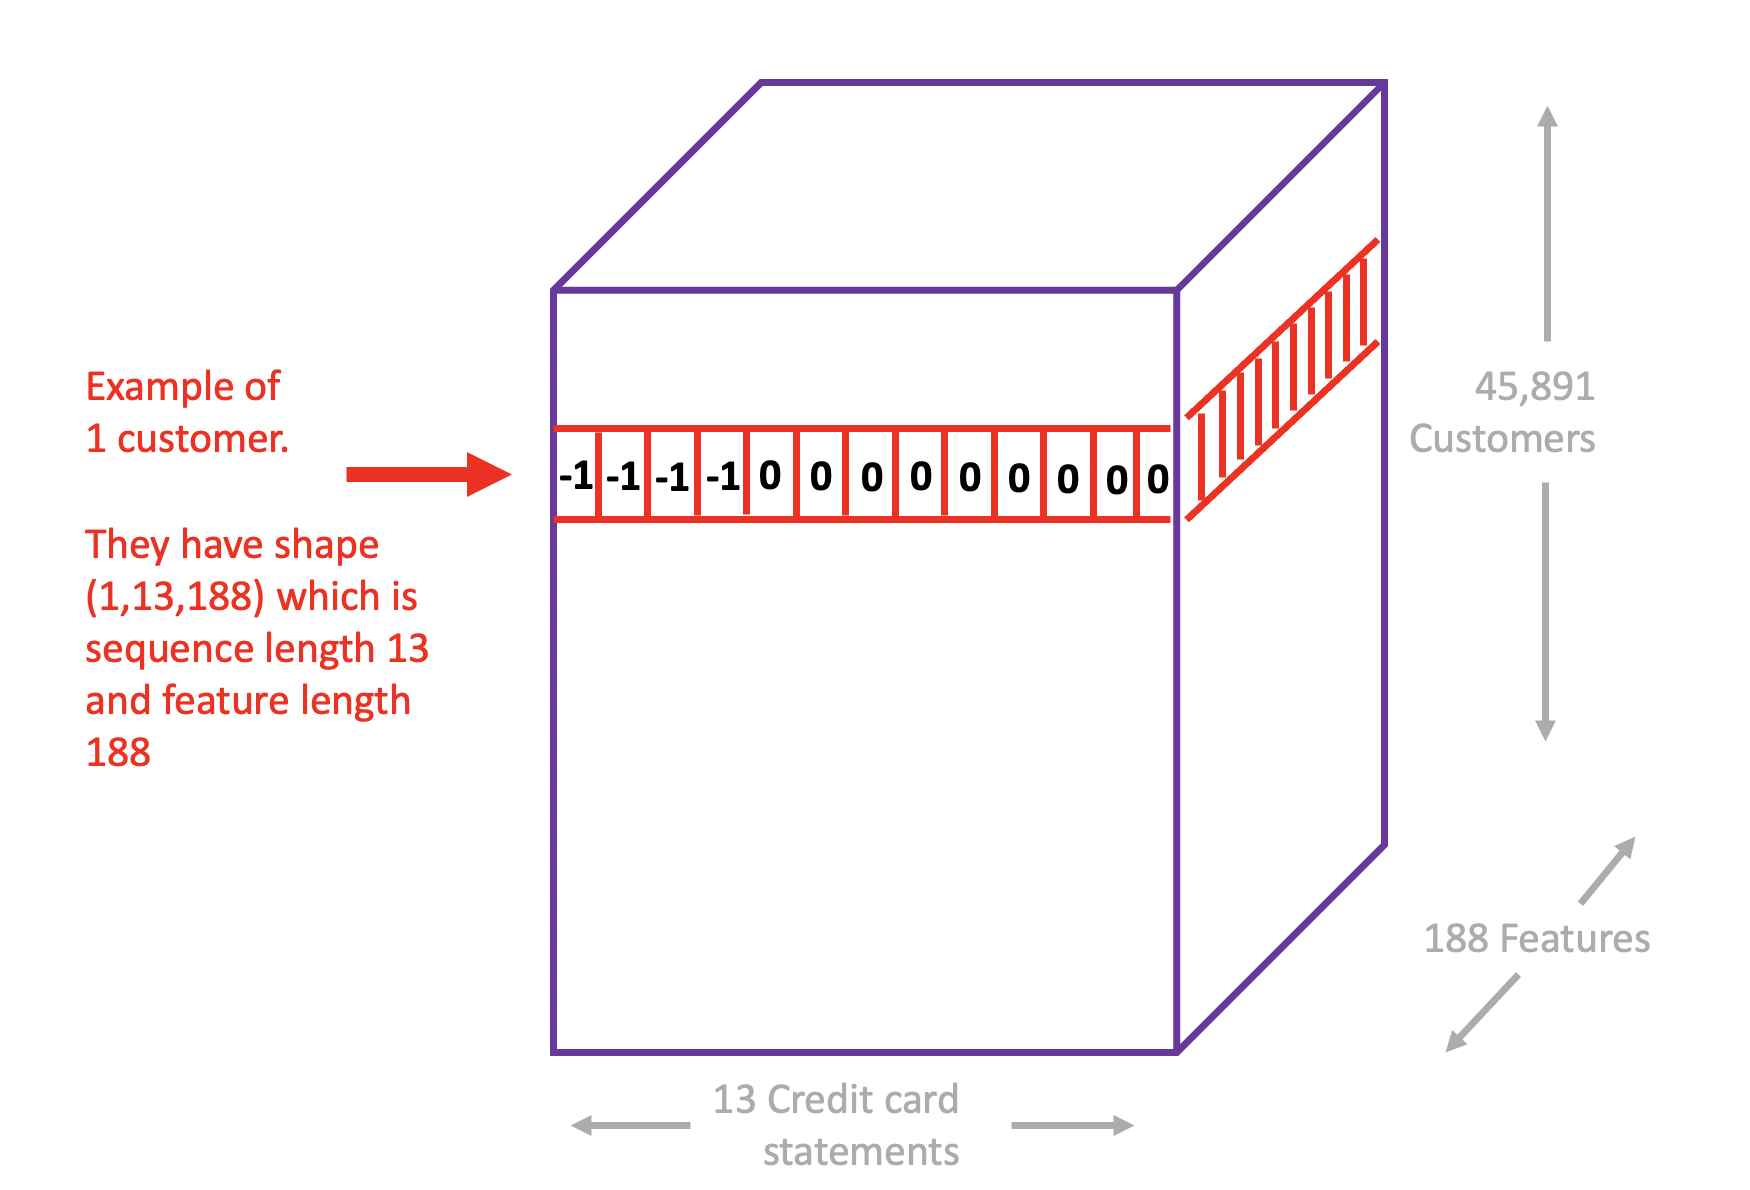 Example of
1 customer.
They have shape
(1,13,188) which is
sequence length 13
and feature length
188
-1 -1 -1 -1 0 0 0 0 0 0 0 0 0
45,891
Customers
188 Features
13 Credit card
statements